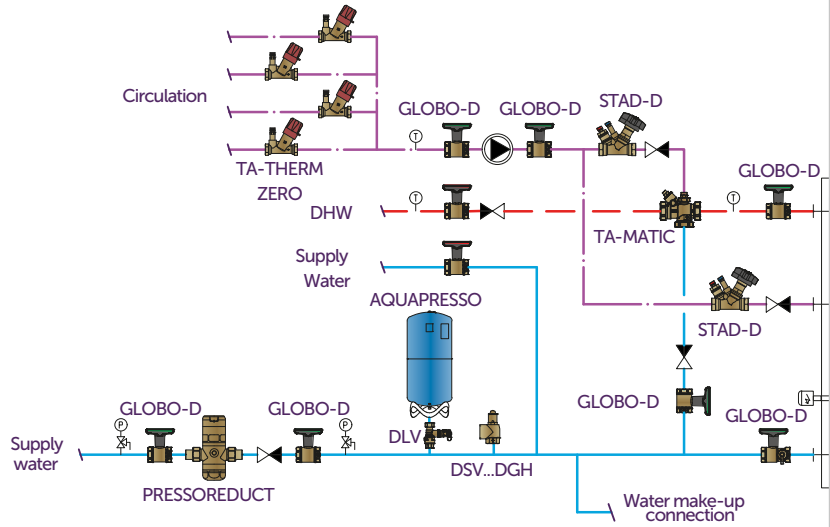 Circulation
GLOBO-D
GLOBO-D
STAD-D
T
TA-THERM
ZERO
GLOBO-D
T
T
DHW
TA-MATIC
Supply
Water
AQUAPRESSO
STAD-D
GLOBO-D
GLOBO-D
GLOBO-D
GLOBO-D
P
P
DLV
Supply
water
DSV...DGH
PRESSOREDUCT
Water make-up
connection